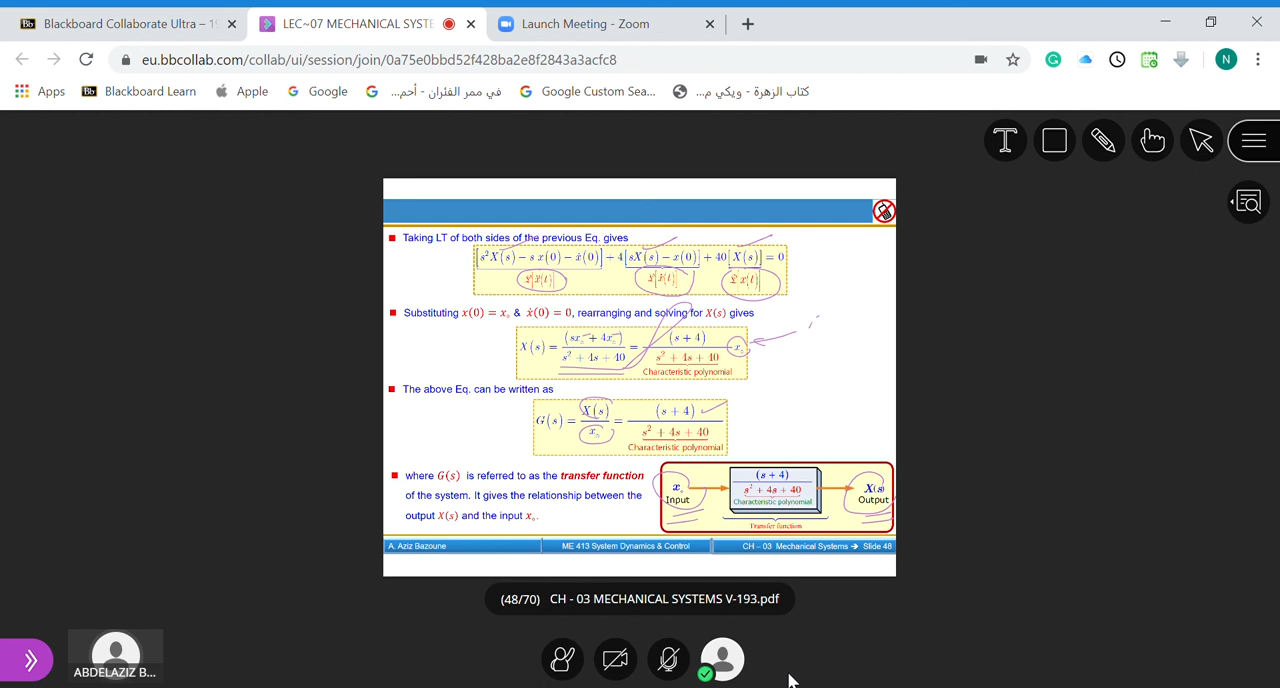 Blackboard Collaborate Ultra – 19
LEC~07 MECHANICAL SYSTE
Launch Meeting - Zoom
eu.bbcollab.com/collab/ui/session/join/0a75e0bbd52f428ba2e8f2843a3acfc8
N
Apps
Bb Blackboard Learn
Apple
Google
في ممر الفئران - أحم...
Google Custom Sea...
كتاب الزهرة - ويكي م...
Taking LT of both sides of the previous Eq. gives
[s²X(s) − s x(0) − ẋ(0)] + 4[sX(s) − x(0)] + 40[X(s)] = 0
𝔏[ẍ(t)] 𝔏[ẋ(t)] 𝔏[x(t)]
Substituting x(0) = xₒ & ẋ(0) = 0, rearranging and solving for X(s) gives
X(s) = (sxₒ + 4xₒ) / (s² + 4s + 40) = (s + 4) / (s² + 4s + 40) xₒ
Characteristic polynomial
The above Eq. can be written as
G(s) = X(s) / xₒ = (s + 4) / (s² + 4s + 40)
Characteristic polynomial
where G(s) is referred to as the transfer function
of the system. It gives the relationship between the
output X(s) and the input xₒ.
xₒ
Input
(s + 4)
s² + 4s + 40
Characteristic polynomial
Transfer function
X(s)
Output
A. Aziz Bazoune
ME 413 System Dynamics & Control
CH – 03 Mechanical Systems → Slide 48
(48/70) CH - 03 MECHANICAL SYSTEMS V-193.pdf
ABDELAZIZ B...